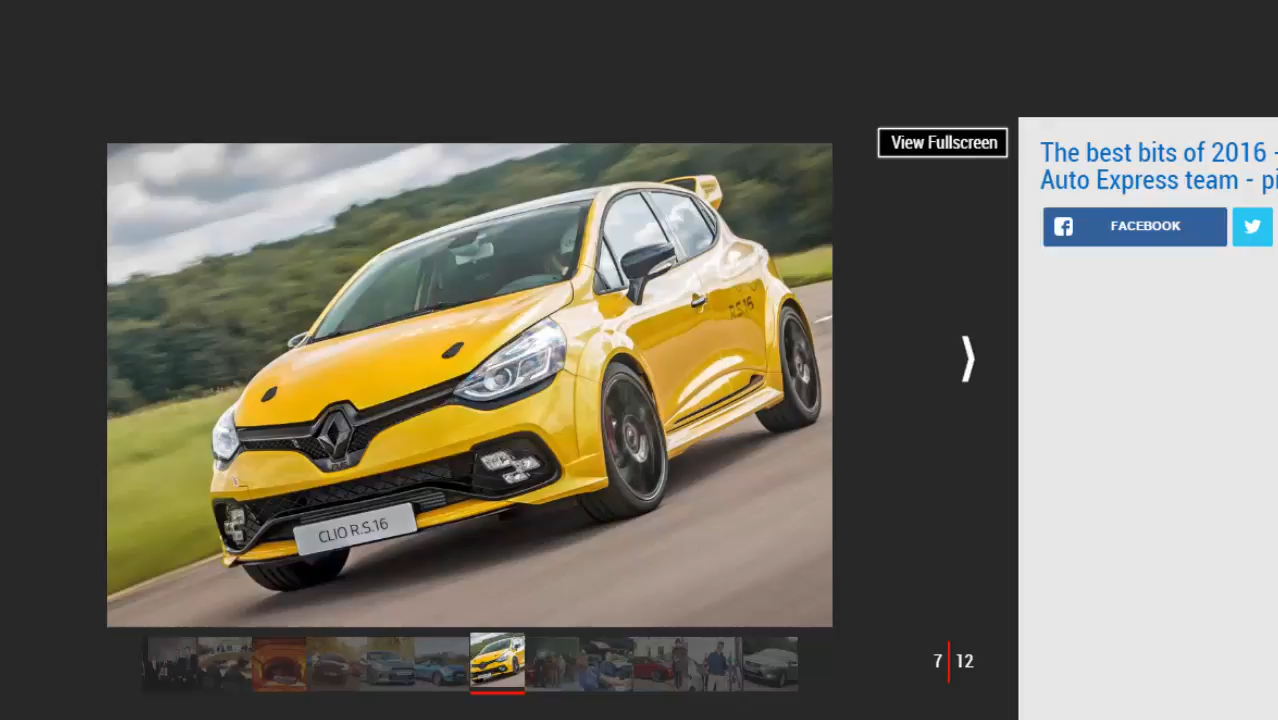 View Fullscreen
The best bits of 2016 -
Auto Express team - pi
FACEBOOK
R.S.16
CLIO R.S.16
7 12